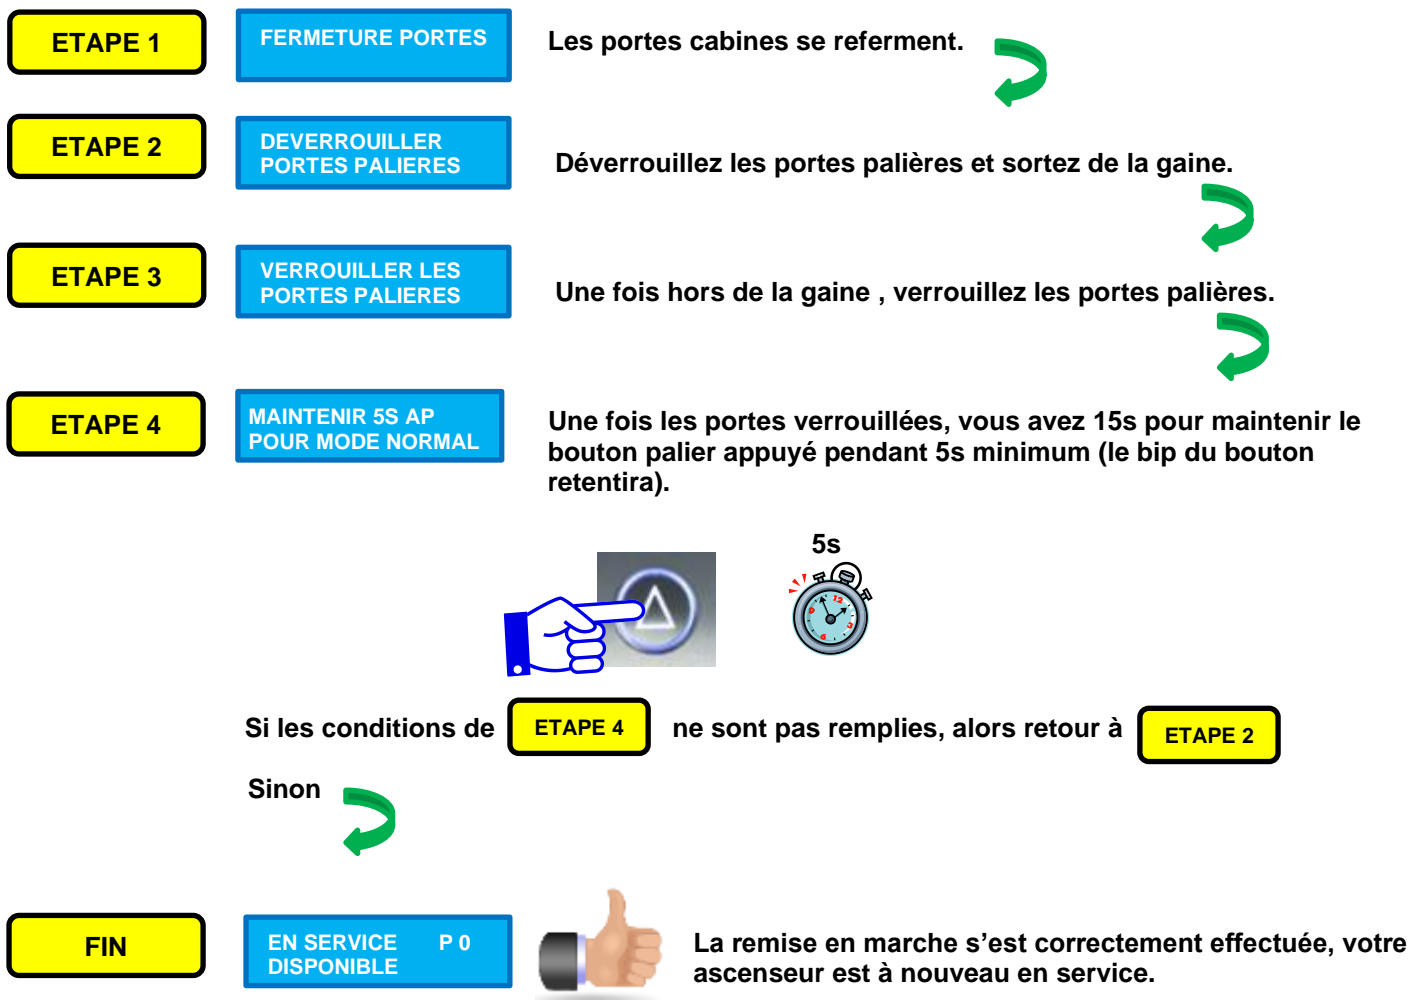 ETAPE 1
FERMETURE PORTES
Les portes cabines se referment.
ETAPE 2
DEVERROUILLER
PORTES PALIERES
Déverrouillez les portes palières et sortez de la gaine.
ETAPE 3
VERROUILLER LES
PORTES PALIERES
Une fois hors de la gaine , verrouillez les portes palières.
ETAPE 4
MAINTENIR 5S AP
POUR MODE NORMAL
Une fois les portes verrouillées, vous avez 15s pour maintenir le
bouton palier appuyé pendant 5s minimum (le bip du bouton
retentira).
5s
12
3
6
9
Si les conditions de ETAPE 4 ne sont pas remplies, alors retour à ETAPE 2
Sinon
FIN
EN SERVICE P 0
DISPONIBLE
La remise en marche s’est correctement effectuée, votre
ascenseur est à nouveau en service.